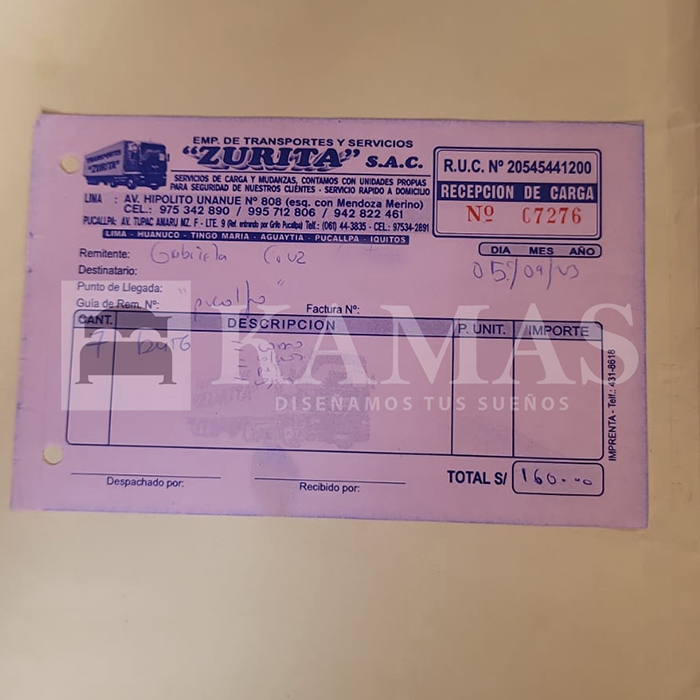 EMP. DE TRANSPORTES Y SERVICIOS
"ZURITA" S.A.C.
TRANSPORTES "ZURITA"
SERVICIOS DE CARGA Y MUDANZAS, CONTAMOS CON UNIDADES PROPIAS
PARA SEGURIDAD DE NUESTROS CLIENTES - SERVICIO RAPIDO A DOMICILIO
LIMA : AV. HIPOLITO UNANUE Nº 808 (esq. con Mendoza Merino)
CEL.: 975 342 890 / 995 712 806 / 942 822 461
PUCALLPA: AV. TUPAC AMARU MZ. F - LTE. 9 (Ref. entrando por Grifo Pucallpa) Telf.: (061) 44-3835 - CEL.: 97534-2891
LIMA - HUANUCO - TINGO MARIA - AGUAYTIA - PUCALLPA - IQUITOS
R.U.C. Nº 20545441200
RECEPCION DE CARGA
Nº 07276
DIA MES AÑO
Remitente: Gabriela Cruz
Destinatario:
Punto de Llegada: "pucallpa"
Guía de Rem. Nº: Factura Nº:
CANT. DESCRIPCION P. UNIT. IMPORTE
7
KAMAS
DISEÑAMOS TUS SUEÑOS
IMPRENTA - Telf.: 431-8618
TOTAL S/ 160.00
Despachado por: Recibido por: